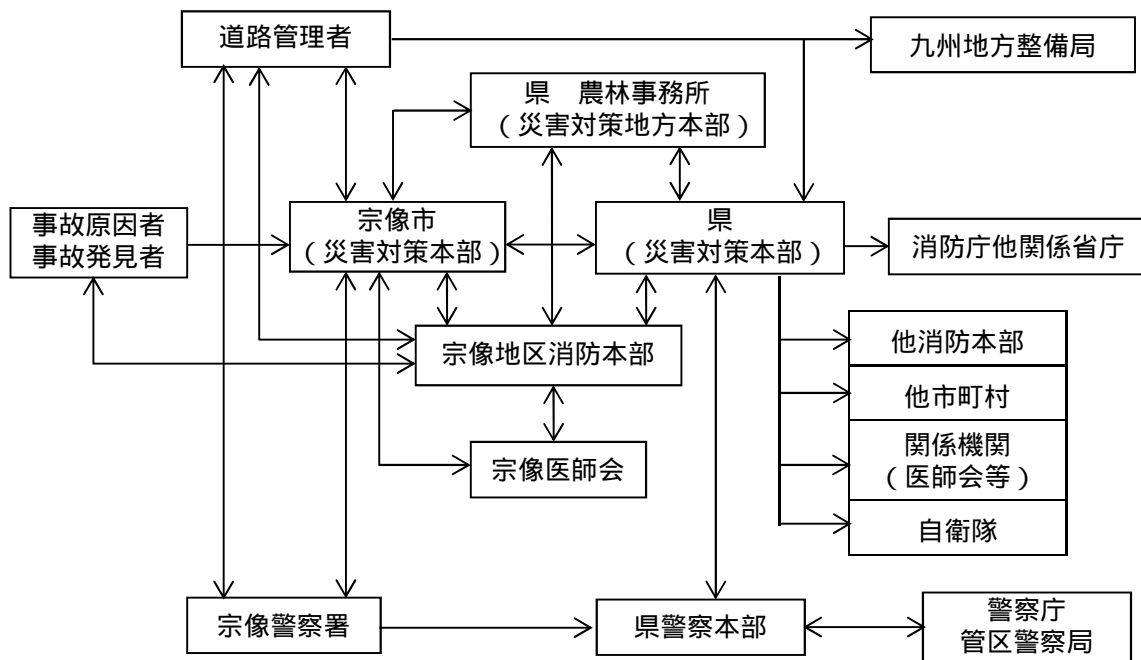 道路管理者
九州地方整備局
県　農林事務所
（災害対策地方本部）
事故原因者
事故発見者
宗像市
（災害対策本部）
県
（災害対策本部）
消防庁他関係省庁
宗像地区消防本部
他消防本部
他市町村
関係機関
（医師会等）
自衛隊
宗像医師会
宗像警察署
県警察本部
警察庁
管区警察局